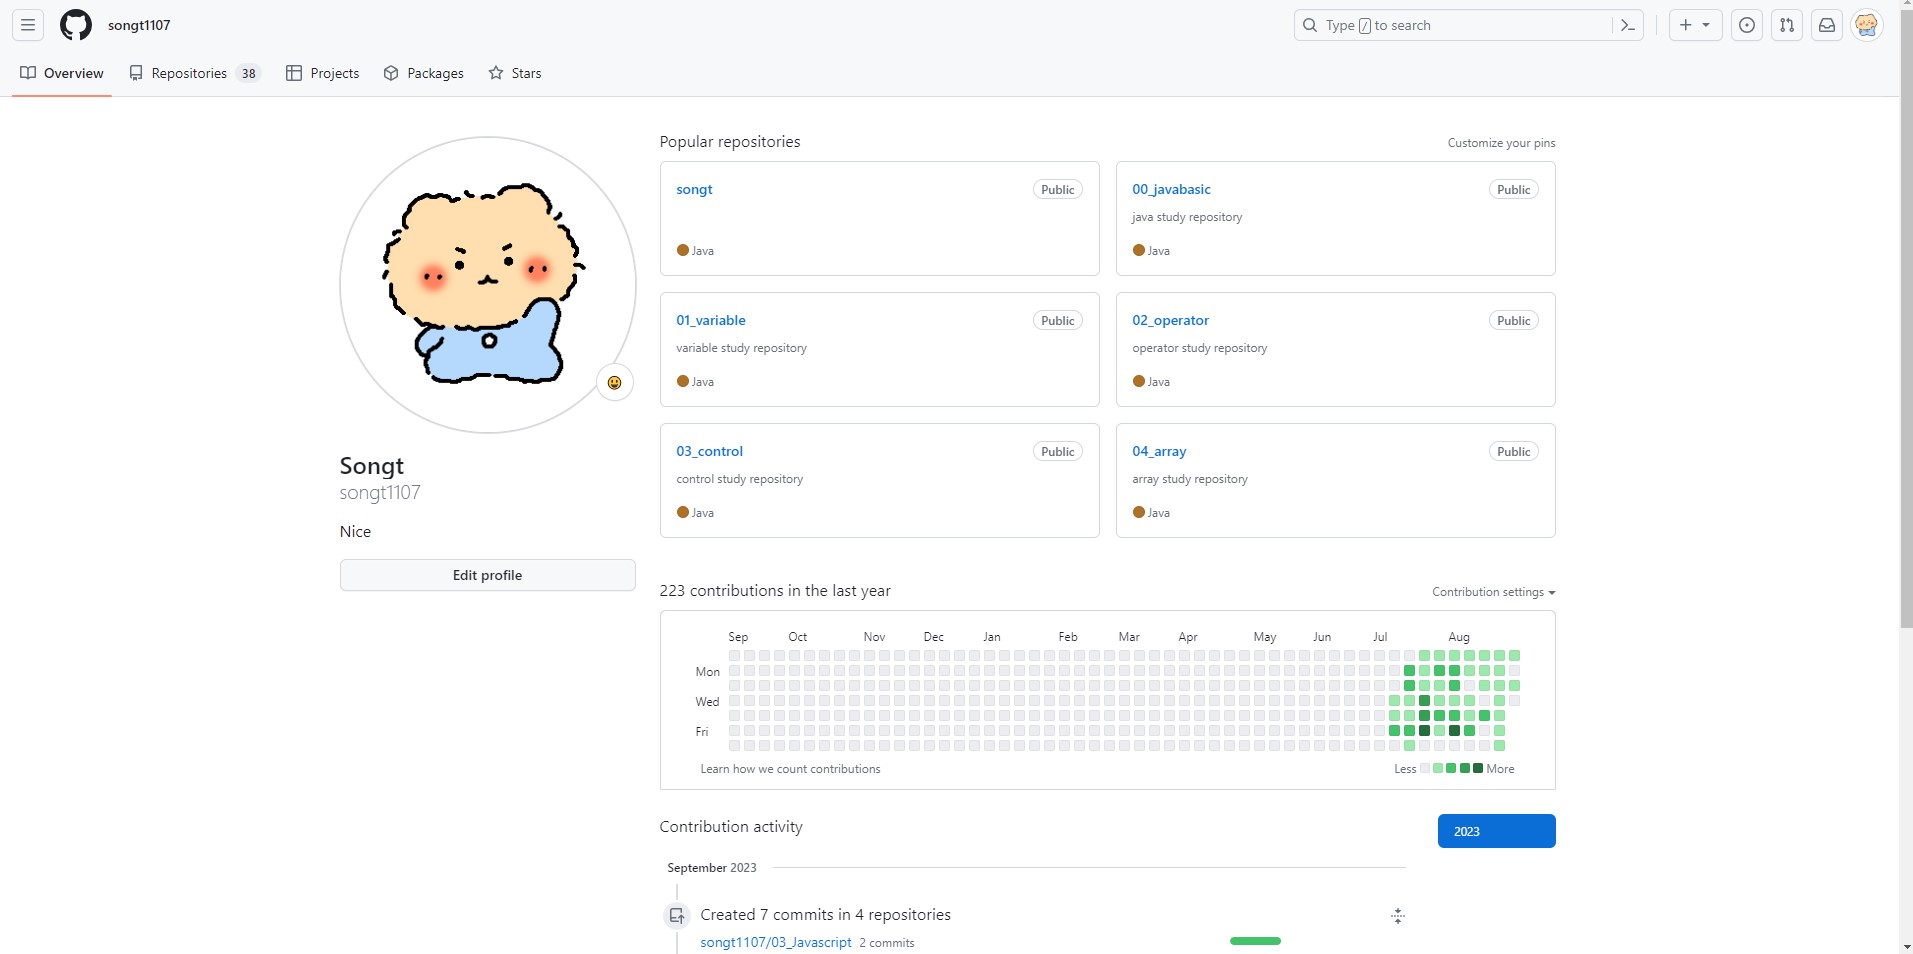 songt1107
Type / to search
Overview Repositories 38 Projects Packages Stars
Popular repositories
Customize your pins
songt Public
Java
00_javabasic Public
java study repository
Java
01_variable Public
variable study repository
Java
02_operator Public
operator study repository
Java
03_control Public
control study repository
Java
04_array Public
array study repository
Java
Songt
songt1107
Nice
Edit profile
223 contributions in the last year
Contribution settings
Sep Oct Nov Dec Jan Feb Mar Apr May Jun Jul Aug
Mon
Wed
Fri
Learn how we count contributions
Less More
Contribution activity
2023
September 2023
Created 7 commits in 4 repositories
songt1107/03_Javascript 2 commits